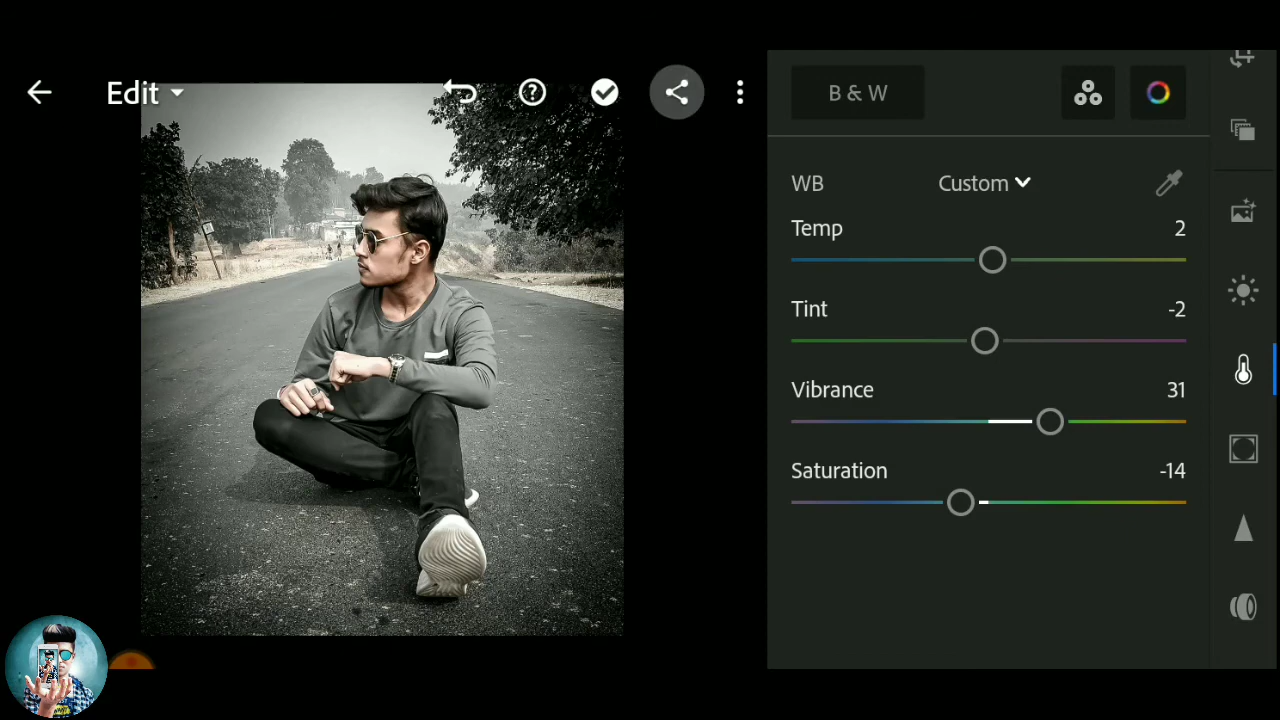 Edit
B & W
WB Custom
Temp 2
Tint -2
Vibrance 31
Saturation -14